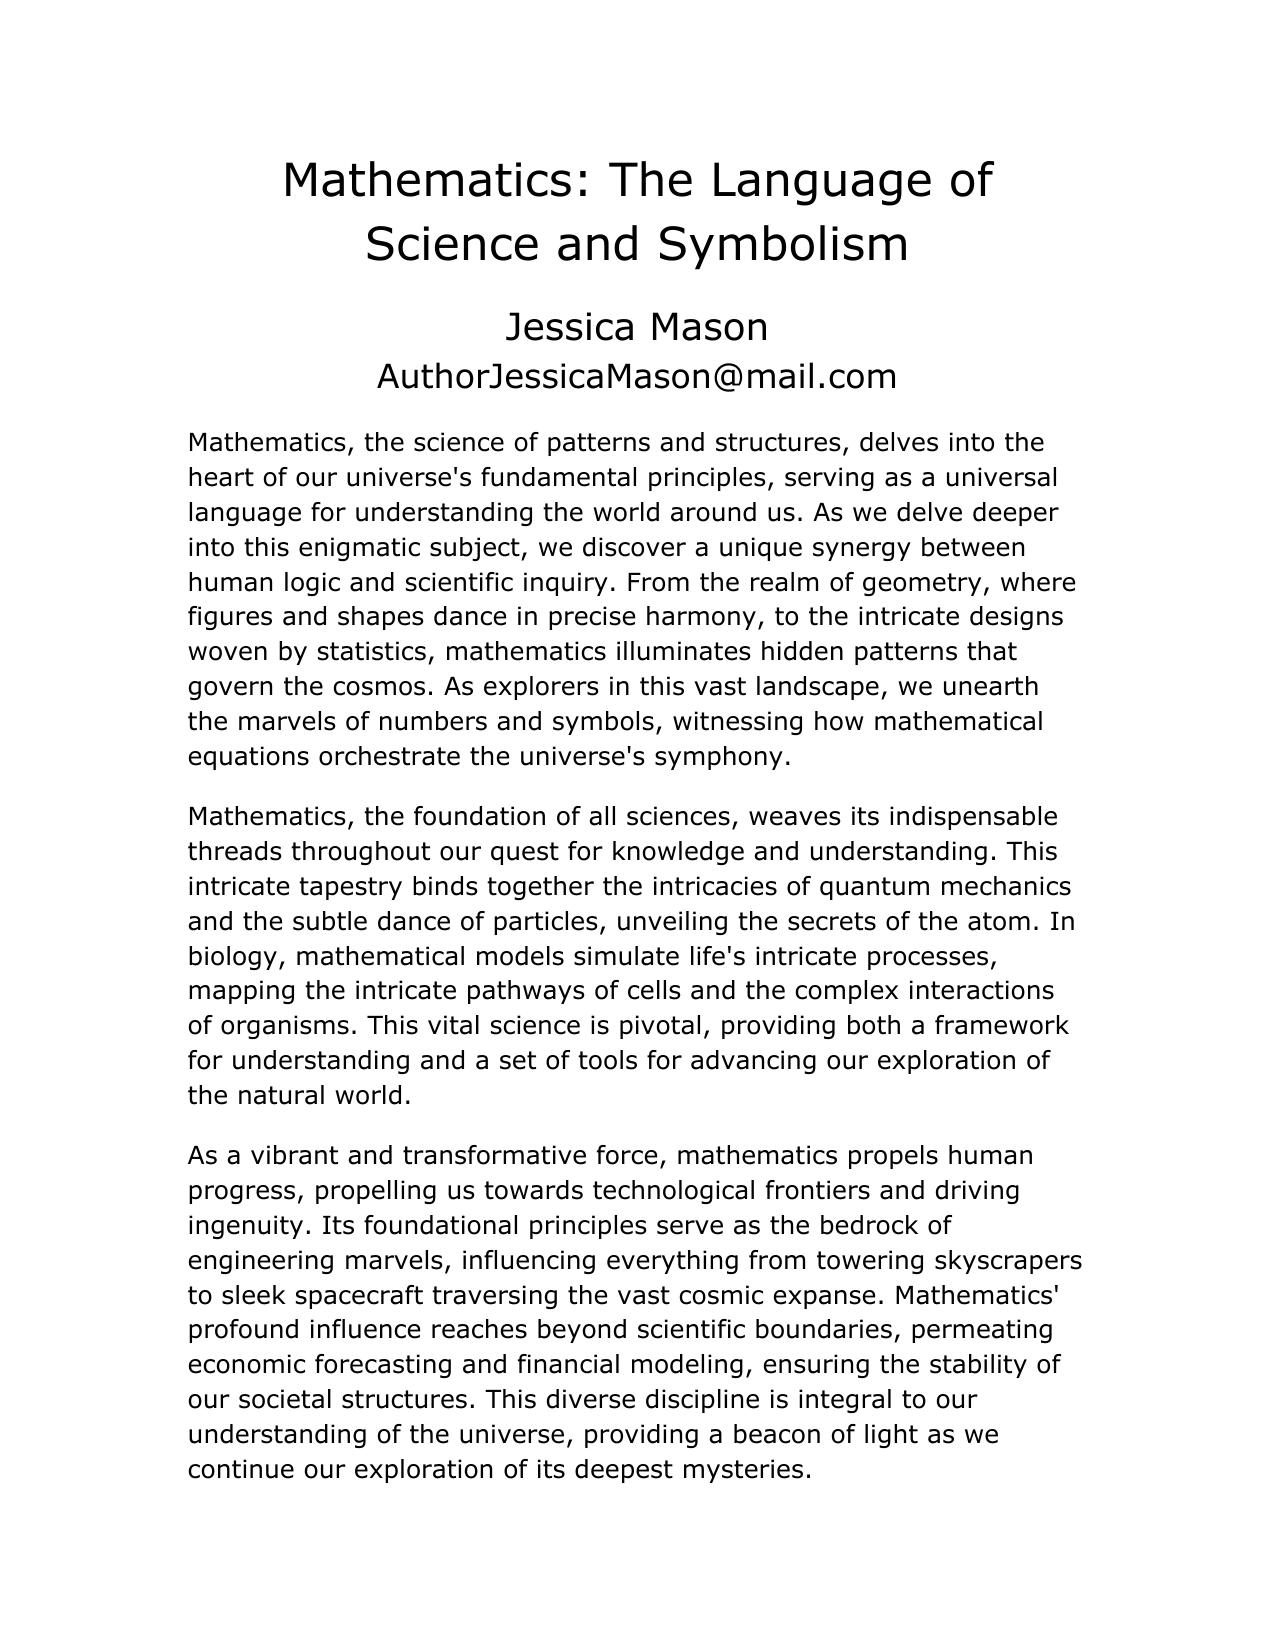 Mathematics: The Language of
Science and Symbolism
Jessica Mason
AuthorJessicaMason@mail.com
Mathematics, the science of patterns and structures, delves into the
heart of our universe's fundamental principles, serving as a universal
language for understanding the world around us. As we delve deeper
into this enigmatic subject, we discover a unique synergy between
human logic and scientific inquiry. From the realm of geometry, where
figures and shapes dance in precise harmony, to the intricate designs
woven by statistics, mathematics illuminates hidden patterns that
govern the cosmos. As explorers in this vast landscape, we unearth
the marvels of numbers and symbols, witnessing how mathematical
equations orchestrate the universe's symphony.
Mathematics, the foundation of all sciences, weaves its indispensable
threads throughout our quest for knowledge and understanding. This
intricate tapestry binds together the intricacies of quantum mechanics
and the subtle dance of particles, unveiling the secrets of the atom. In
biology, mathematical models simulate life's intricate processes,
mapping the intricate pathways of cells and the complex interactions
of organisms. This vital science is pivotal, providing both a framework
for understanding and a set of tools for advancing our exploration of
the natural world.
As a vibrant and transformative force, mathematics propels human
progress, propelling us towards technological frontiers and driving
ingenuity. Its foundational principles serve as the bedrock of
engineering marvels, influencing everything from towering skyscrapers
to sleek spacecraft traversing the vast cosmic expanse. Mathematics'
profound influence reaches beyond scientific boundaries, permeating
economic forecasting and financial modeling, ensuring the stability of
our societal structures. This diverse discipline is integral to our
understanding of the universe, providing a beacon of light as we
continue our exploration of its deepest mysteries.